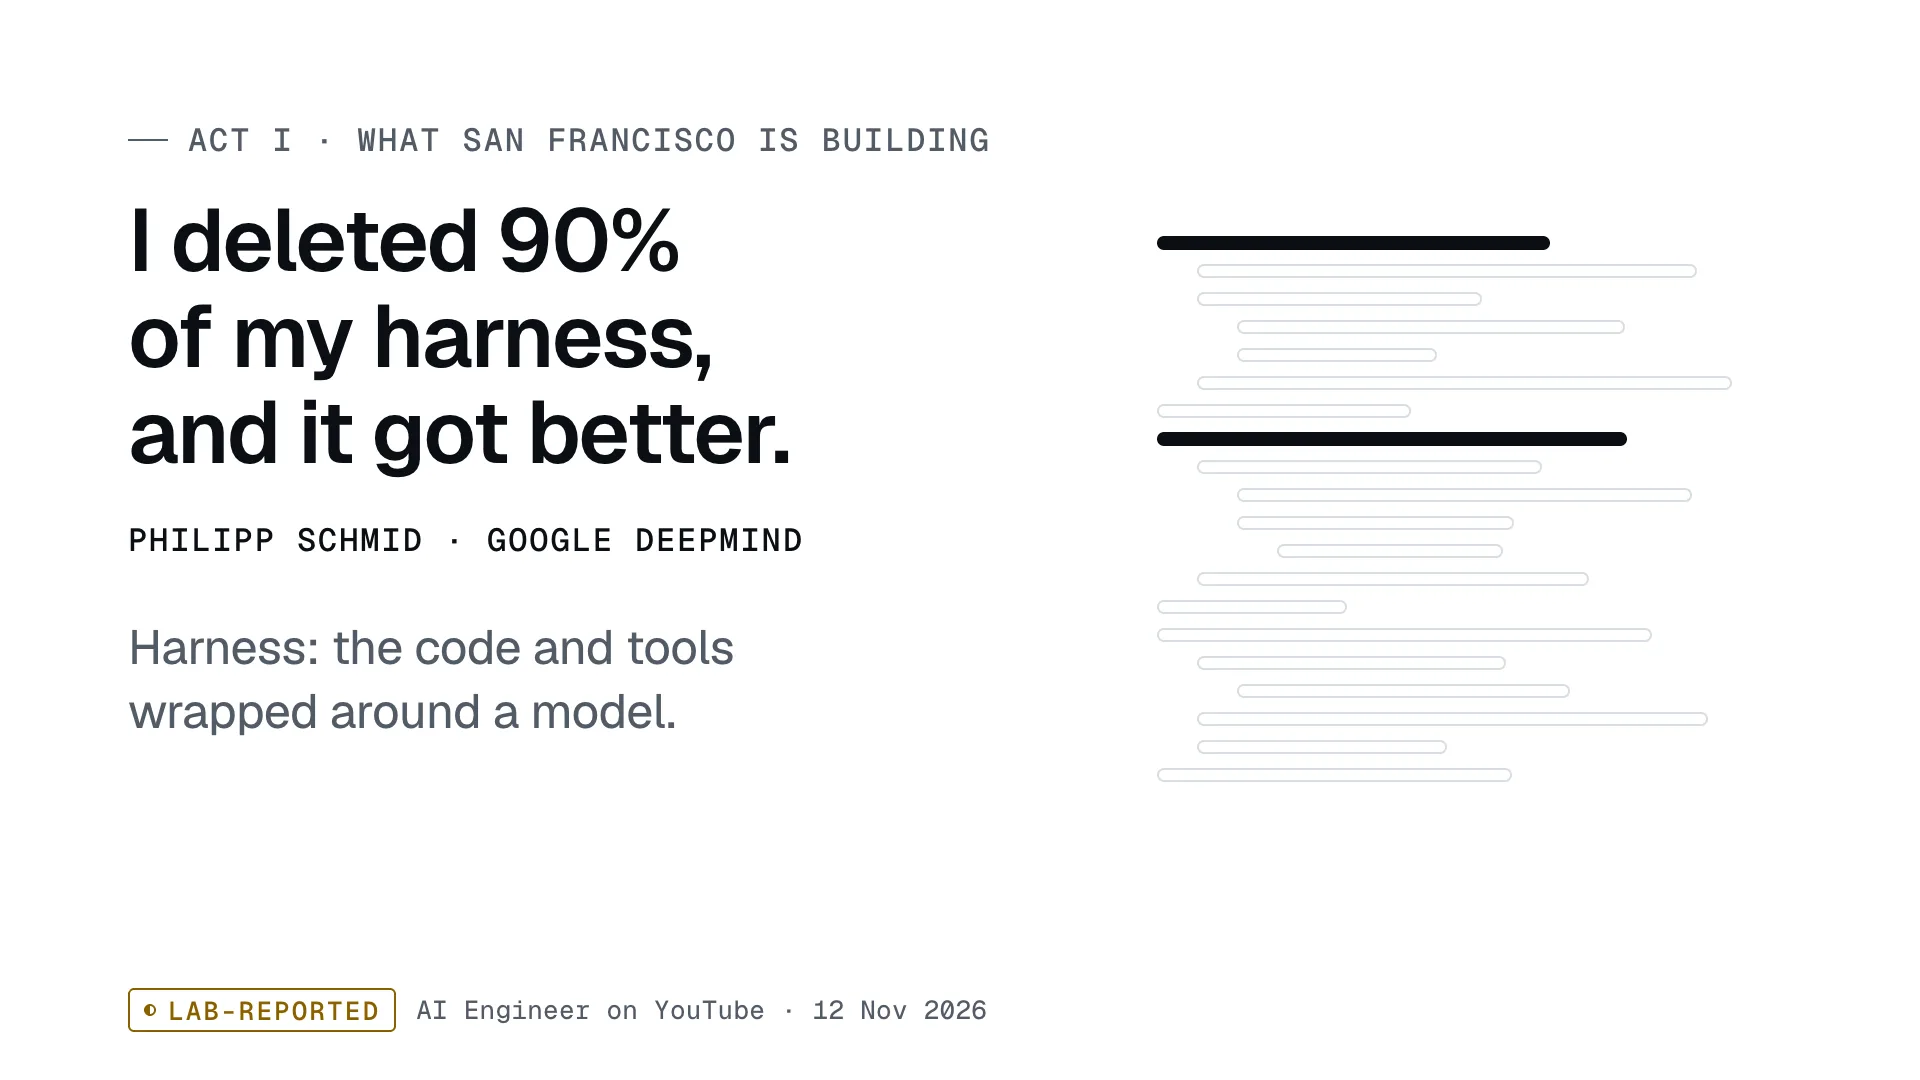 ACT I · WHAT SAN FRANCISCO IS BUILDING
I deleted 90%
of my harness,
and it got better.
PHILIPP SCHMID · GOOGLE DEEPMIND
Harness: the code and tools
wrapped around a model.
LAB-REPORTED AI Engineer on YouTube · 12 Nov 2026